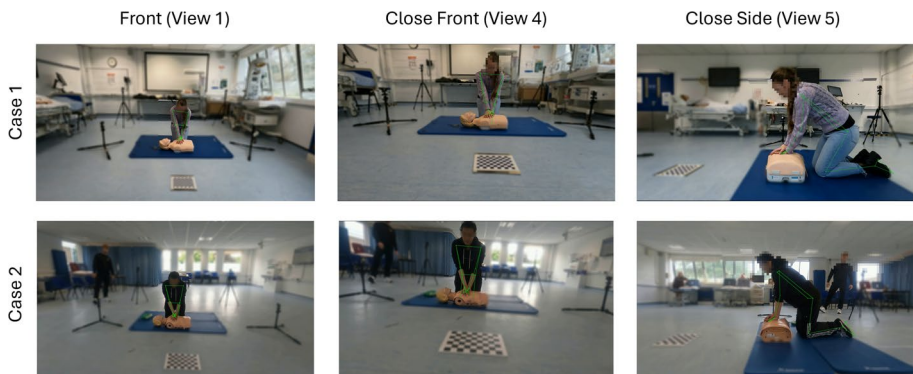 Front (View 1)
Close Front (View 4)
Close Side (View 5)
Case 1
Case 2